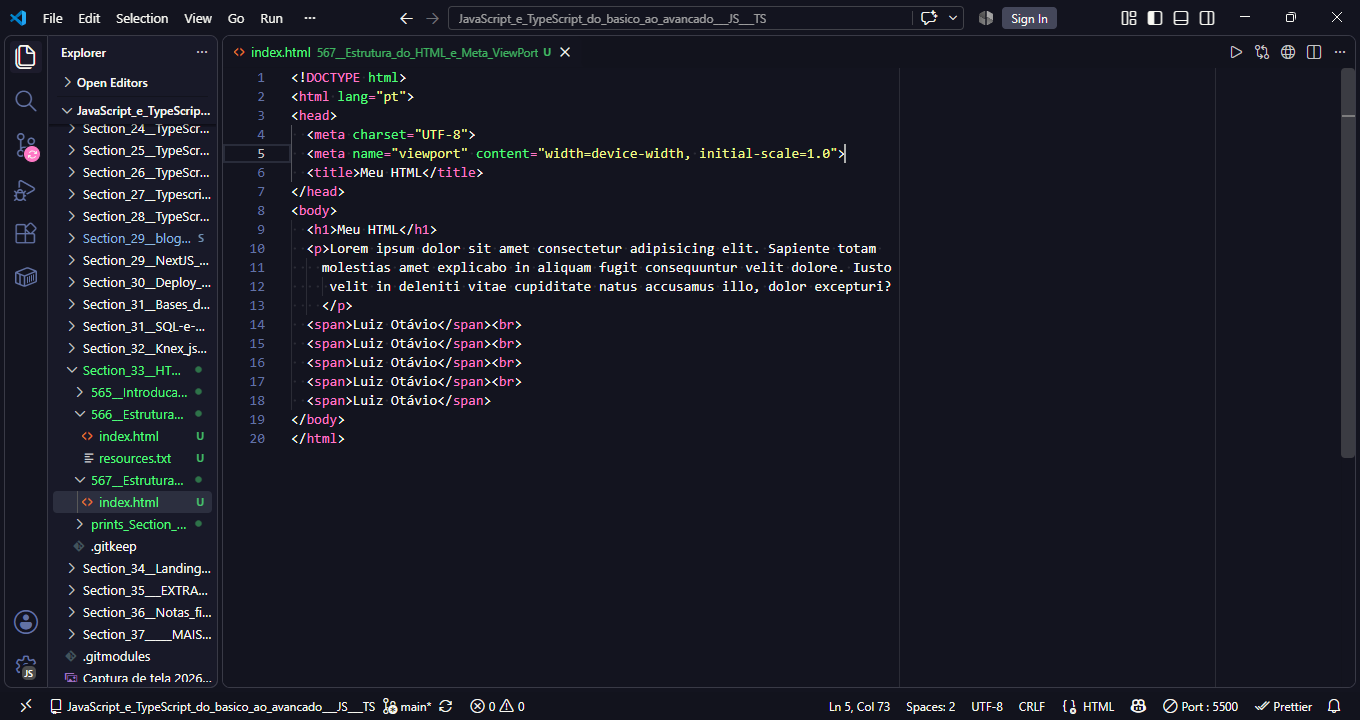 File Edit Selection View Go Run ··· JavaScript_e_TypeScript_do_basico_ao_avancado___JS___TS Sign In
Explorer ···
Open Editors
JavaScript_e_TypeScrip...
Section_24__TypeScr...
Section_25__TypeScr...
Section_26__TypeScr...
Section_27__Typescri...
Section_28__TypeScr...
Section_29__blog... S
Section_29__NextJS_...
Section_30__Deploy_...
Section_31__Bases_d...
Section_31__SQL-e-...
Section_32__Knex_js...
Section_33__HT...
565__Introduca...
566__Estrutura...
index.html U
resources.txt U
567__Estrutura...
index.html U
prints_Section_...
.gitkeep
Section_34__Landing...
Section_35___EXTRA...
Section_36__Notas_fi...
Section_37____MAIS...
.gitmodules
Captura de tela 2026...
JS
index.html 567__Estrutura_do_HTML_e_Meta_ViewPort U
1 <!DOCTYPE html>
2 <html lang="pt">
3 <head>
4 <meta charset="UTF-8">
5 <meta name="viewport" content="width=device-width, initial-scale=1.0">
6 <title>Meu HTML</title>
7 </head>
8 <body>
9 <h1>Meu HTML</h1>
10 <p>Lorem ipsum dolor sit amet consectetur adipisicing elit. Sapiente totam
11 molestias amet explicabo in aliquam fugit consequuntur velit dolore. Iusto
12 velit in deleniti vitae cupiditate natus accusamus illo, dolor excepturi?
13 </p>
14 <span>Luiz Otávio</span><br>
15 <span>Luiz Otávio</span><br>
16 <span>Luiz Otávio</span><br>
17 <span>Luiz Otávio</span><br>
18 <span>Luiz Otávio</span>
19 </body>
20 </html>
JavaScript_e_TypeScript_do_basico_ao_avancado___JS___TS main* 0 0 Ln 5, Col 73 Spaces: 2 UTF-8 CRLF {} HTML Port : 5500 Prettier